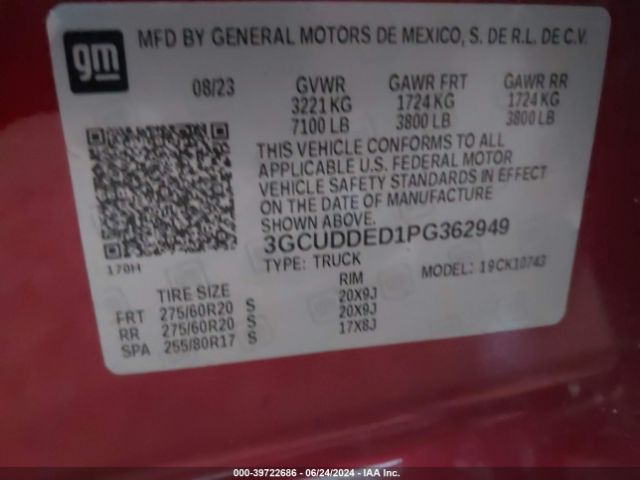 gm
MFD BY GENERAL MOTORS DE MEXICO, S. DE R.L. DE C.V.
08/23 GVWR GAWR FRT GAWR RR
3221 KG 1724 KG 1724 KG
7100 LB 3800 LB 3800 LB
THIS VEHICLE CONFORMS TO ALL
APPLICABLE U.S. FEDERAL MOTOR
VEHICLE SAFETY STANDARDS IN EFFECT
ON THE DATE OF MANUFACTURE
SHOWN ABOVE.
3GCUDDED1PG362949
170M TYPE: TRUCK MODEL: 19CK10743
TIRE SIZE RIM
FRT 275/60R20 S 20X9J
RR 275/60R20 S 20X9J
SPA 255/80R17 S 17X8J
000-39722686 - 06/24/2024 - IAA Inc.